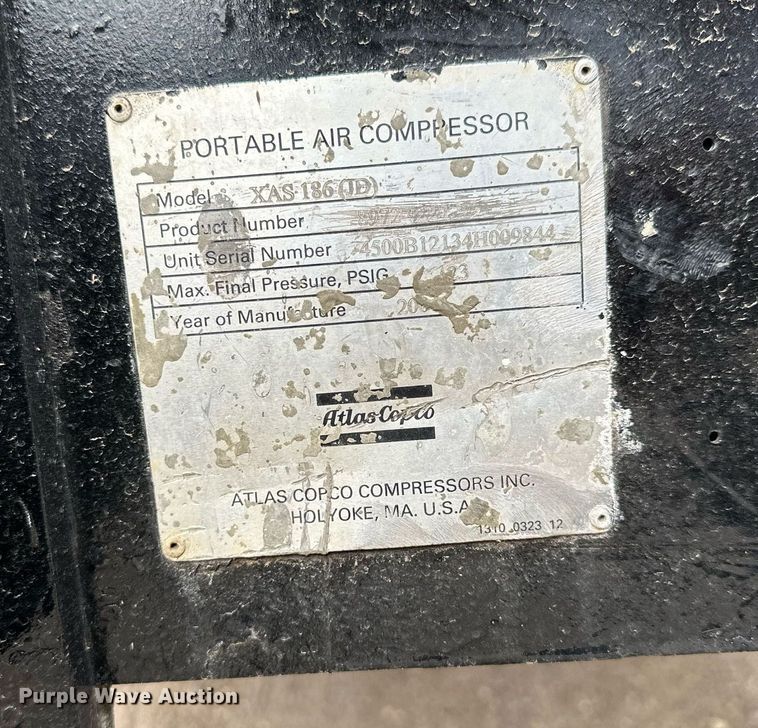 PORTABLE AIR COMPRESSOR
Model XAS 186 (JD)
Product Number
Unit Serial Number 4500B12134H009844
Max. Final Pressure, PSIG
Year of Manufacture
Atlas Copco
ATLAS COPCO COMPRESSORS INC.
HOLYOKE, MA. U.S.A.
1310 0323 12
Purple Wave Auction